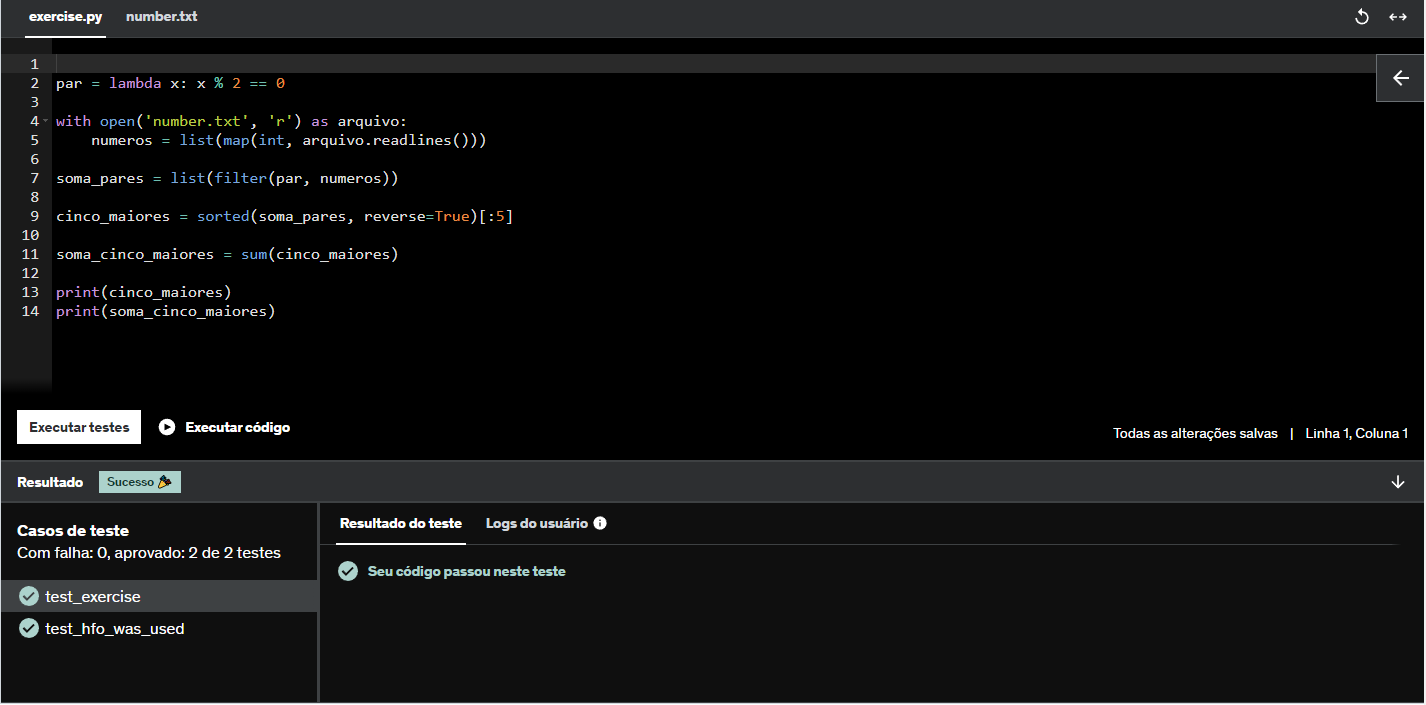 exercise.py number.txt
1
2 par = lambda x: x % 2 == 0
3
4 with open('number.txt', 'r') as arquivo:
5     numeros = list(map(int, arquivo.readlines()))
6
7 soma_pares = list(filter(par, numeros))
8
9 cinco_maiores = sorted(soma_pares, reverse=True)[:5]
10
11 soma_cinco_maiores = sum(cinco_maiores)
12
13 print(cinco_maiores)
14 print(soma_cinco_maiores)
Executar testes Executar código
Todas as alterações salvas | Linha 1, Coluna 1
Resultado Sucesso
Casos de teste
Com falha: 0, aprovado: 2 de 2 testes
test_exercise
test_hfo_was_used
Resultado do teste Logs do usuário
Seu código passou neste teste